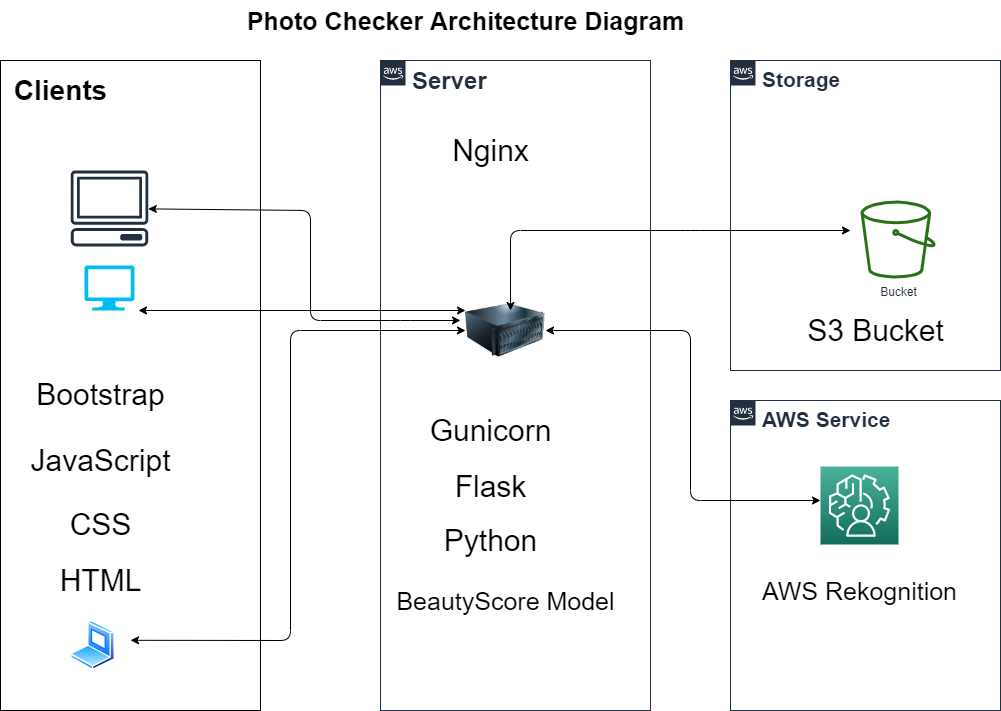 Photo Checker Architecture Diagram
Clients
Bootstrap
JavaScript
CSS
HTML
aws
Server
Nginx
Gunicorn
Flask
Python
BeautyScore Model
aws
Storage
Bucket
S3 Bucket
aws
AWS Service
AWS Rekognition